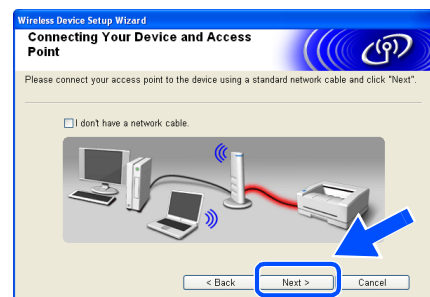 Wireless Device Setup Wizard
Connecting Your Device and Access
Point
Please connect your access point to the device using a standard network cable and click "Next".
I don't have a network cable.
< Back
Next >
Cancel